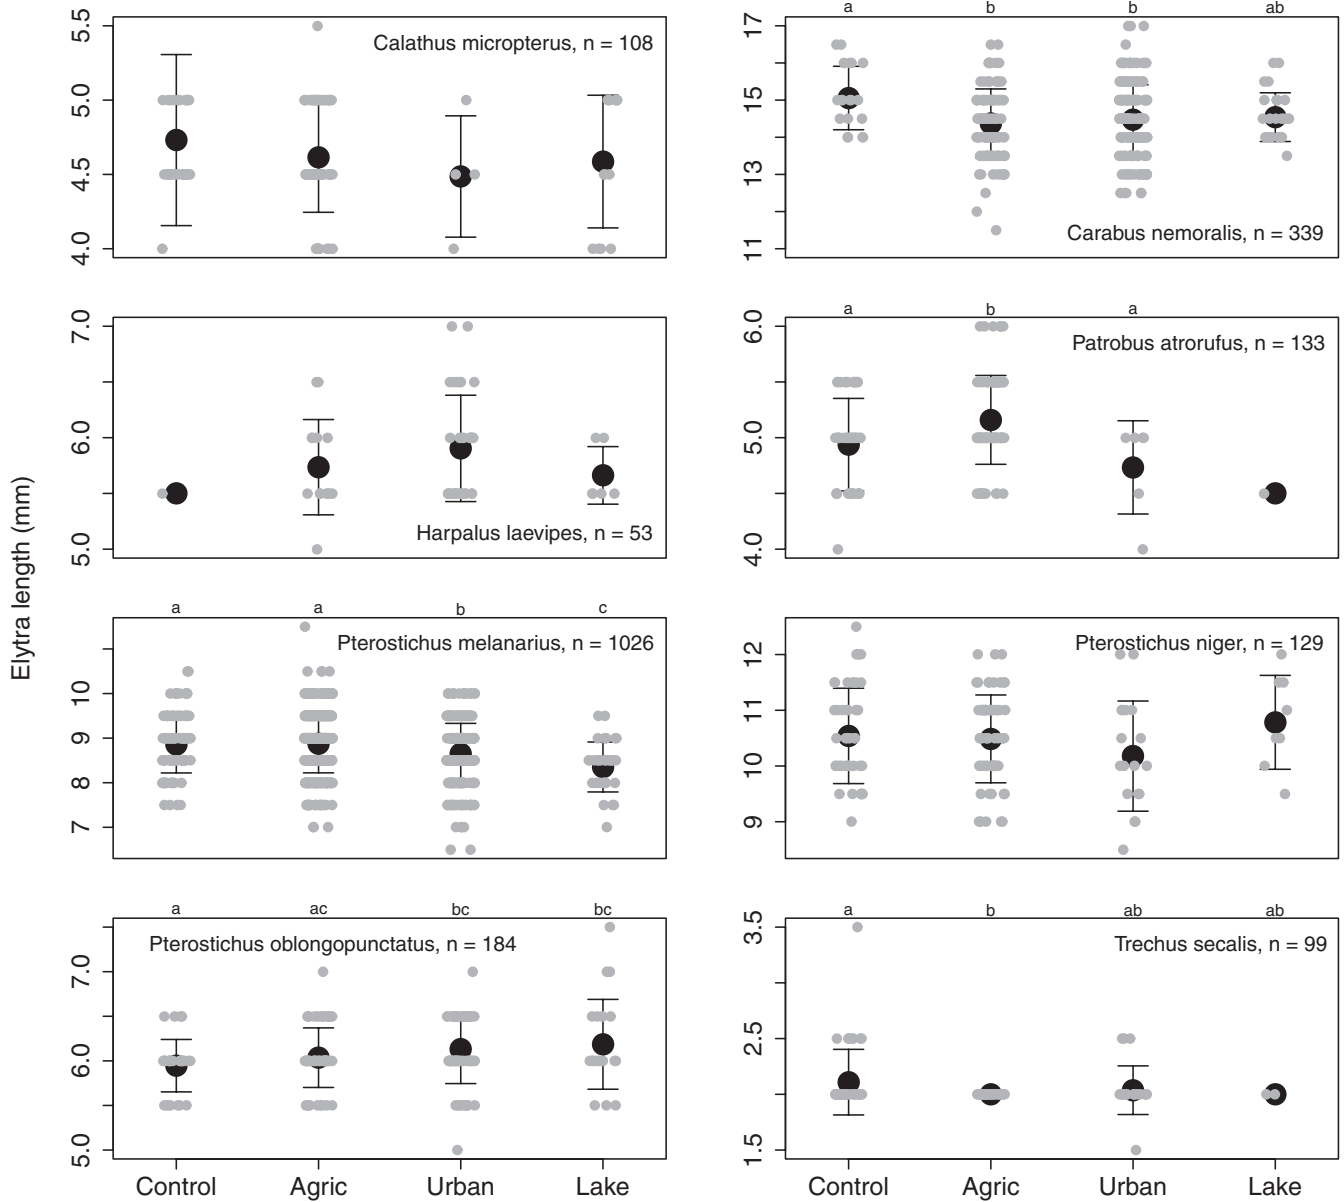 Elytra length (mm)
5.5
5.0
4.5
4.0
Calathus micropterus, n = 108
a b b ab
17
15
13
11
Carabus nemoralis, n = 339
7.0
6.0
5.0
Harpalus laevipes, n = 53
a b a
6.0
5.0
4.0
Patrobus atrorufus, n = 133
a a b c
10
9
8
7
Pterostichus melanarius, n = 1026
12
11
10
9
Pterostichus niger, n = 129
a ac bc bc
7.0
6.0
5.0
Pterostichus oblongopunctatus, n = 184
Control Agric Urban Lake
a b ab ab
3.5
2.5
1.5
Trechus secalis, n = 99
Control Agric Urban Lake